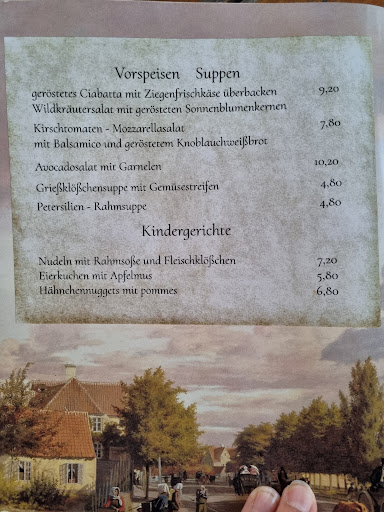 Vorspeisen Suppen
geröstetes Ciabatta mit Ziegenfrischkäse überbacken 9,20
Wildkräutersalat mit gerösteten Sonnenblumenkernen
Kirschtomaten - Mozzarellasalat 7,80
mit Balsamico und geröstetem Knoblauchweißbrot
Avocadosalat mit Garnelen 10,20
Grießklößchensuppe mit Gemüsestreifen 4,80
Petersilien - Rahmsuppe 4,80
Kindergerichte
Nudeln mit Rahmsoße und Fleischklößchen 7,20
Eierkuchen mit Apfelmus 5,80
Hähnchennuggets mit pommes 6,80